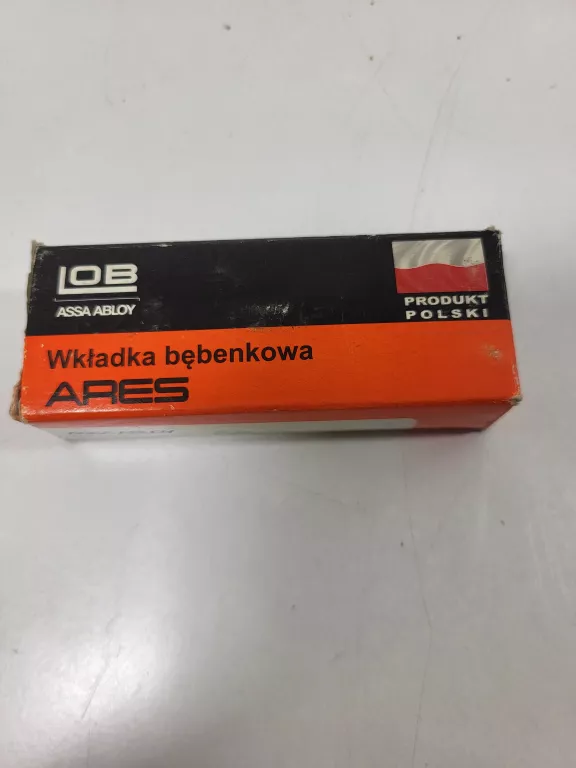 LOB
ASSA ABLOY
PRODUKT
POLSKI
Wkładka bębenkowa
ARES